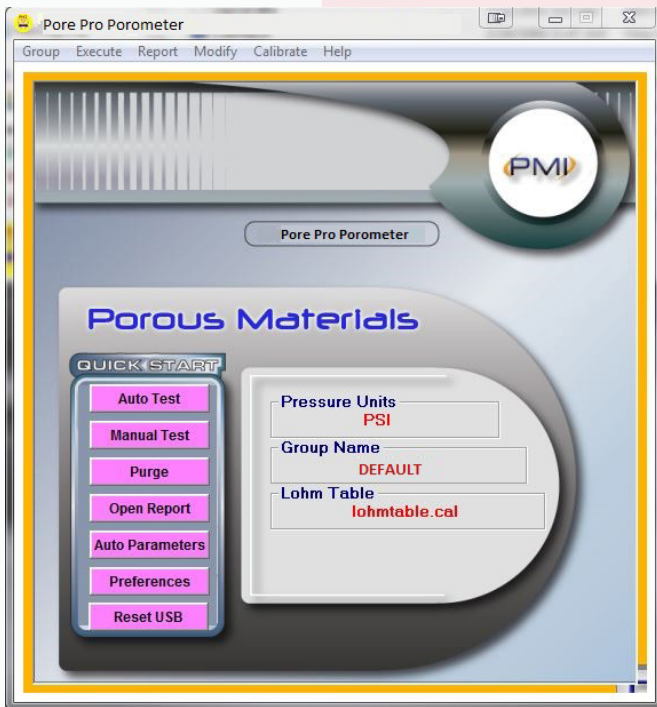 Pore Pro Porometer
Group Execute Report Modify Calibrate Help
PMI
Pore Pro Porometer
Porous Materials
QUICK START
Auto Test
Manual Test
Purge
Open Report
Auto Parameters
Preferences
Reset USB
Pressure Units
PSI
Group Name
DEFAULT
Lohm Table
lohmtable.cal